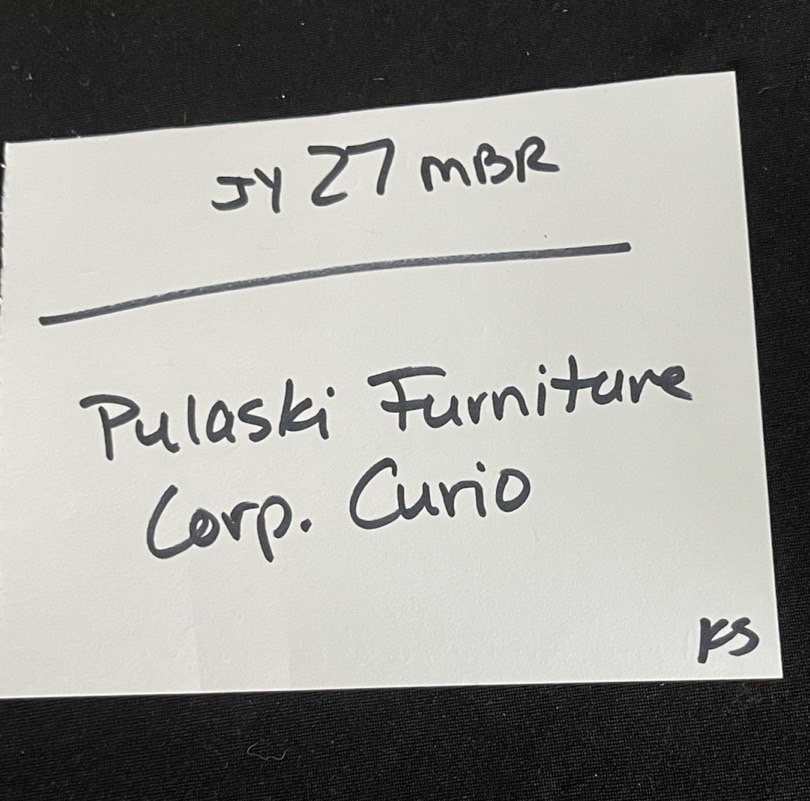 JY 27 MBR
Pulaski Furniture
Corp. Curio
KS